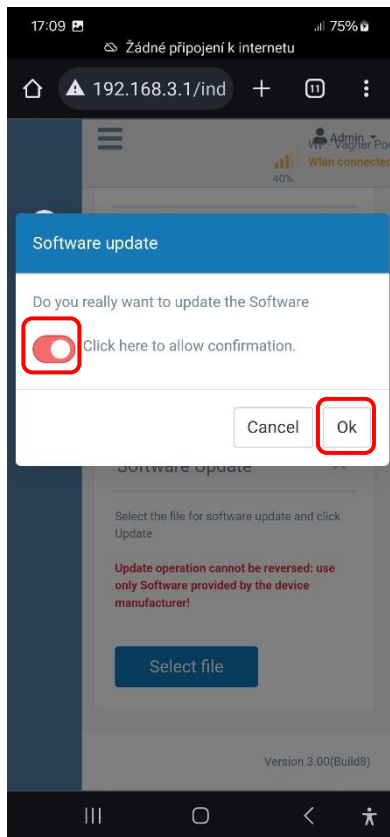 17:09 75%
Žádné připojení k internetu
192.168.3.1/ind + 11
Admin
WP - Vagner Poo
Wlan connected
40%
Software update
Do you really want to update the Software
Click here to allow confirmation.
Cancel Ok
Software Update
Select the file for software update and click
Update
Update operation cannot be reversed: use
only Software provided by the device
manufacturer!
Select file
Version 3.00(Build8)